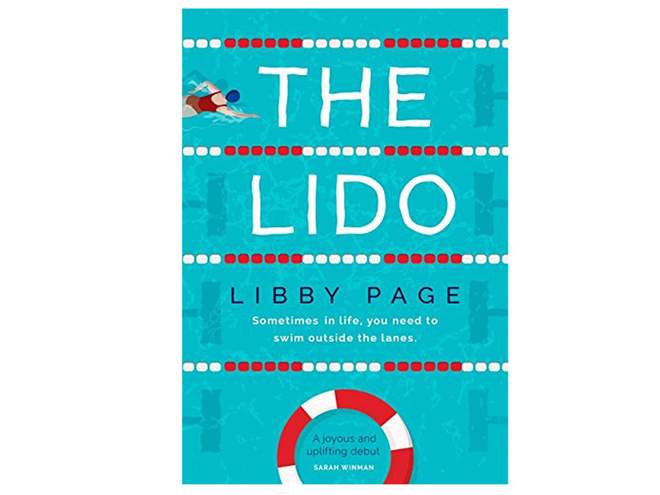 THE
LIDO
LIBBY PAGE
Sometimes in life, you need to
swim outside the lanes.
A joyous and
uplifting debut
SARAH WINMAN